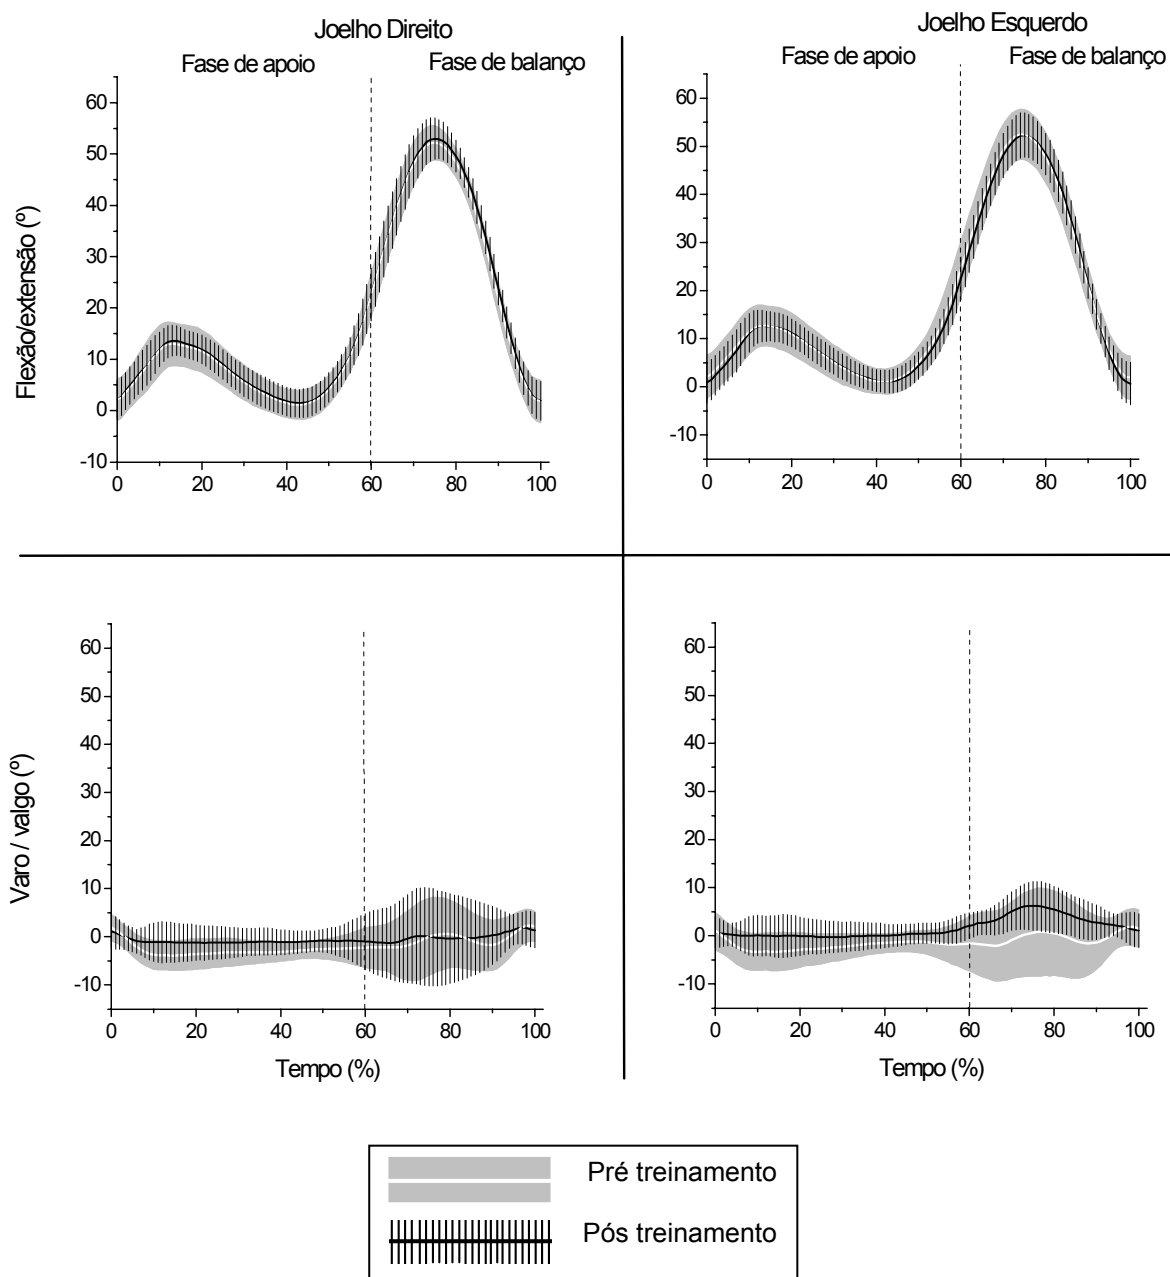 Joelho Direito
Joelho Esquerdo
Fase de apoio
Fase de balanço
Fase de apoio
Fase de balanço
Flexão/extensão (º)
60
50
40
30
20
10
0
-10
0 20 40 60 80 100
60
50
40
30
20
10
0
-10
0 20 40 60 80 100
Varo / valgo (º)
60
50
40
30
20
10
0
-10
0 20 40 60 80 100
Tempo (%)
60
50
40
30
20
10
0
-10
0 20 40 60 80 100
Tempo (%)
Pré treinamento
Pós treinamento